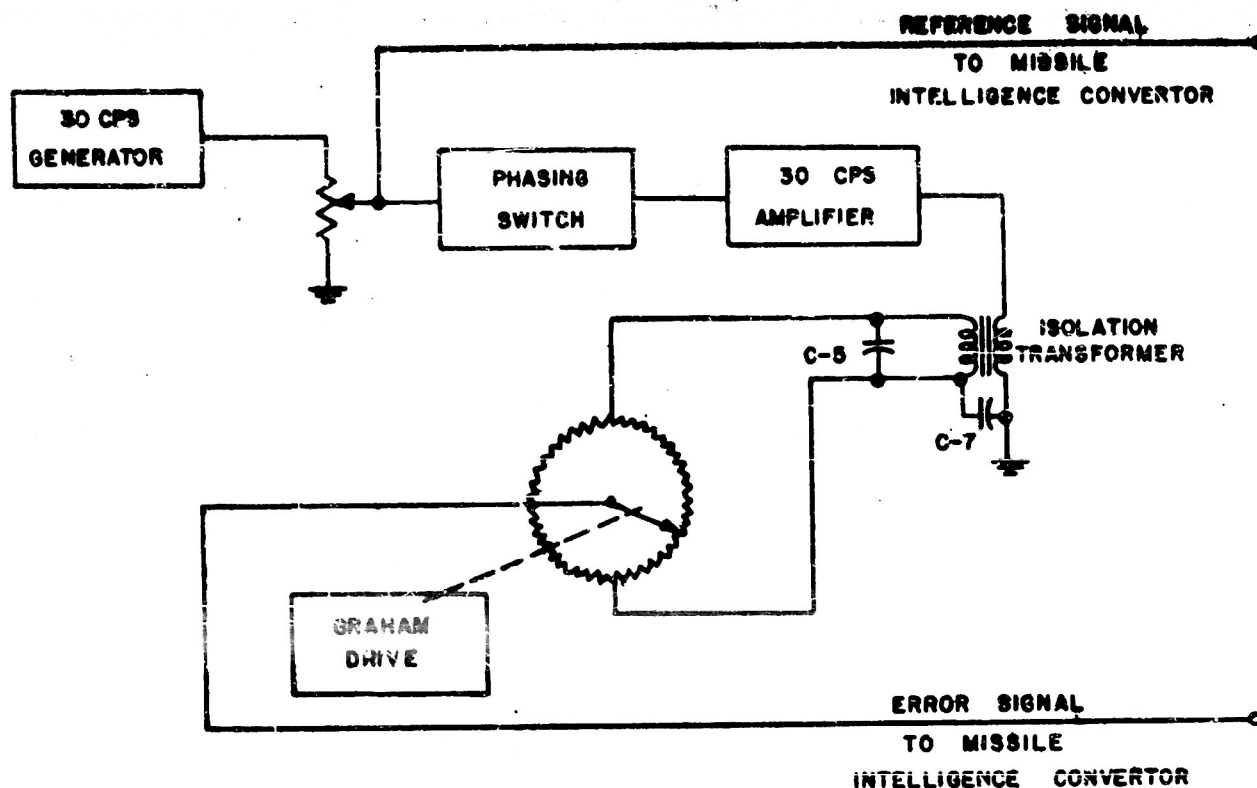 REFERENCE SIGNAL
TO MISSILE
INTELLIGENCE CONVERTOR
30 CPS
GENERATOR
PHASING
SWITCH
30 CPS
AMPLIFIER
ISOLATION
TRANSFORMER
C-5
C-7
GRAHAM
DRIVE
ERROR SIGNAL
TO MISSILE
INTELLIGENCE CONVERTOR